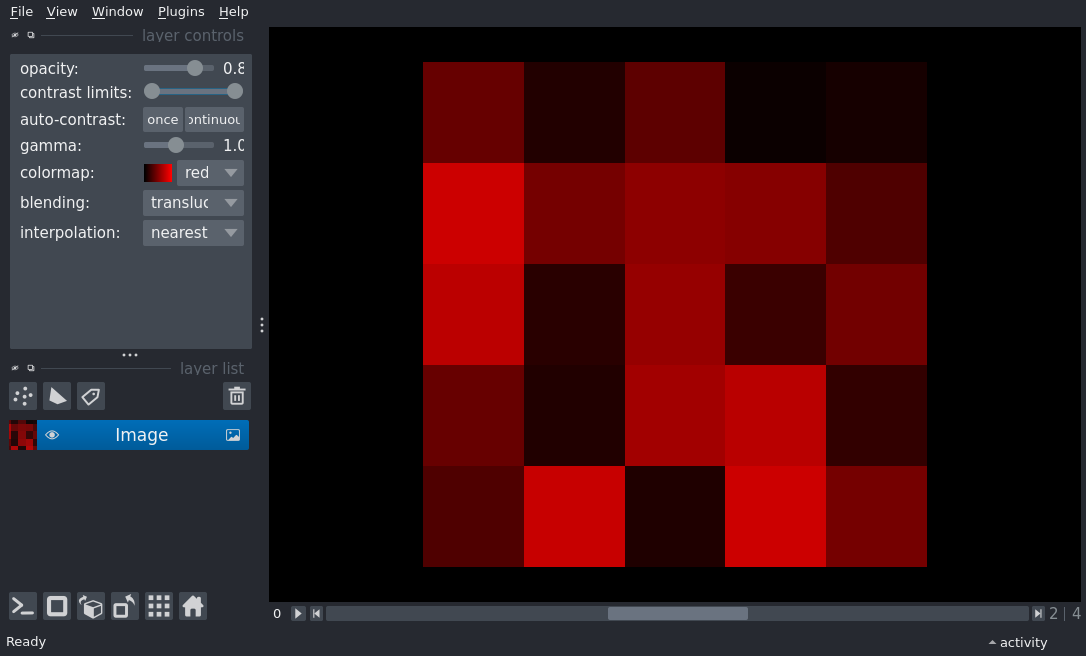 File View Window Plugins Help
layer controls
opacity: 0.8
contrast limits:
auto-contrast: once ontinuou
gamma: 1.0
colormap: red
blending: transluc
interpolation: nearest
layer list
Image
0 2 | 4
Ready activity